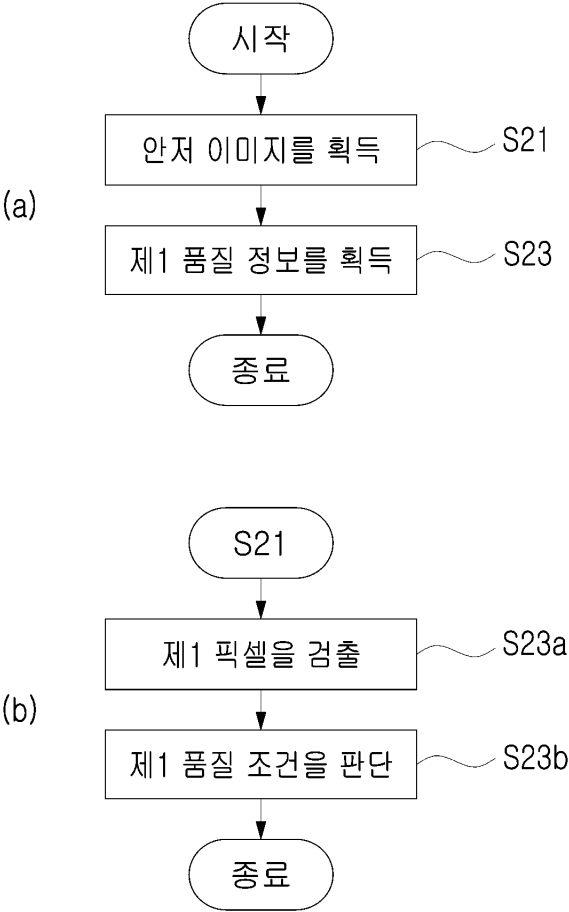 시작
안저 이미지를 획득
S21
(a)
제1 품질 정보를 획득
S23
종료
S21
제1 픽셀을 검출
S23a
(b)
제1 품질 조건을 판단
S23b
종료